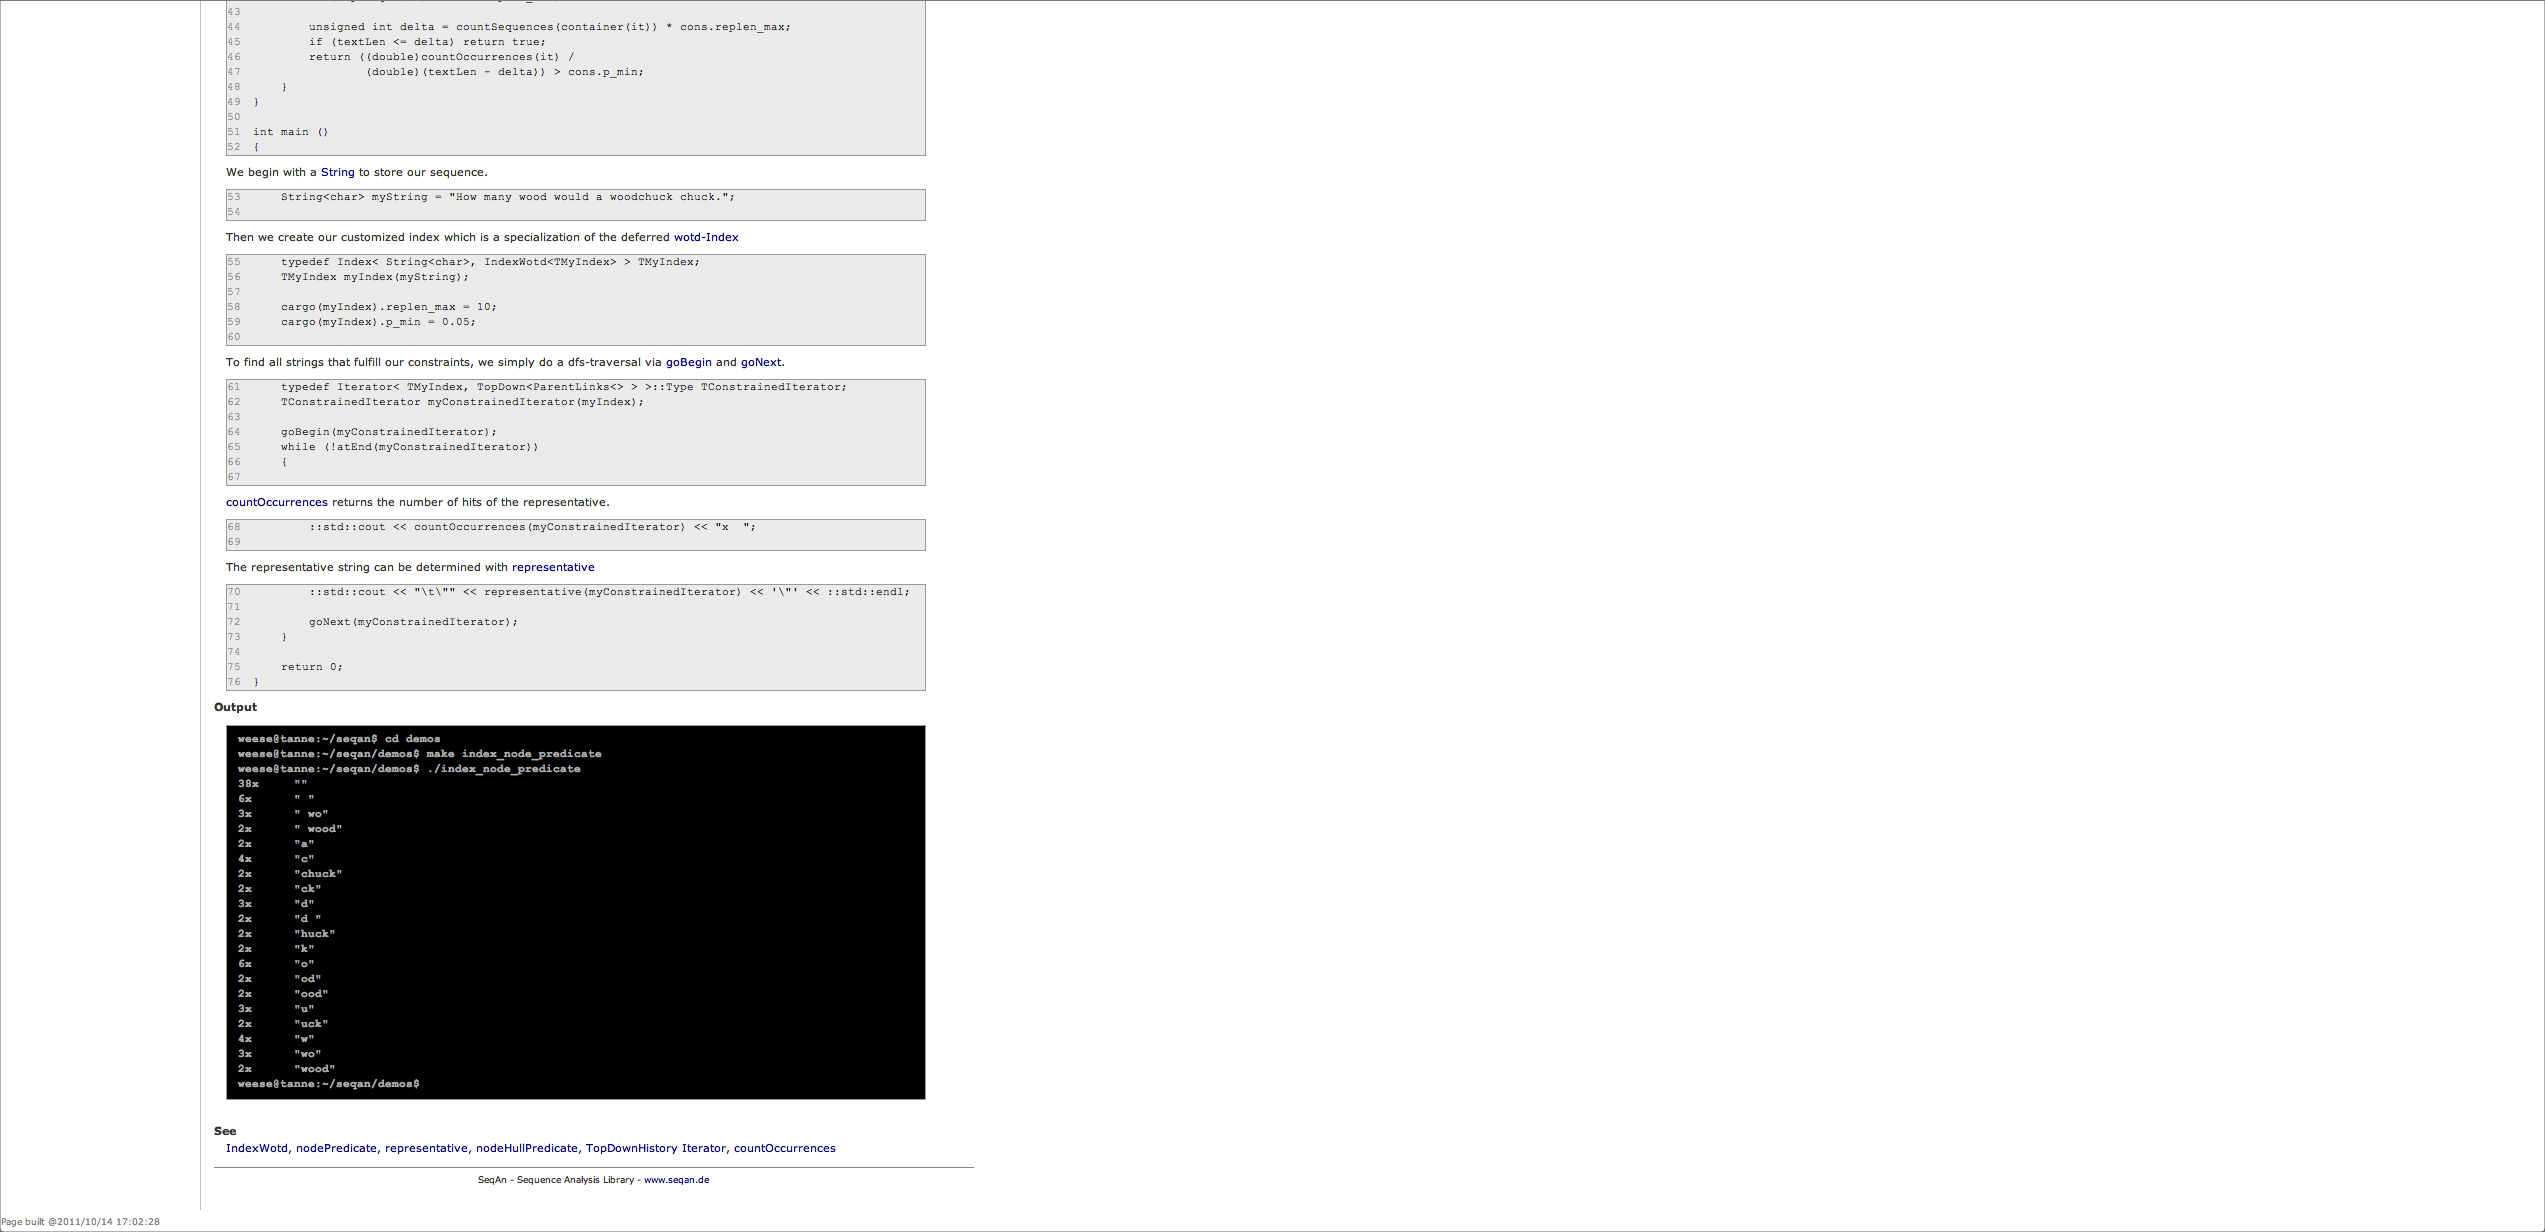 43
44 unsigned int delta = countSequences(container(it)) * cons.replen_max;
45 if (textLen <= delta) return true;
46 return ((double)countOccurrences(it) /
47 (double)(textLen - delta)) > cons.p_min;
48 }
49 }
50
51 int main ()
52 {
We begin with a String to store our sequence.
53 String<char> myString = "How many wood would a woodchuck chuck.";
54
Then we create our customized index which is a specialization of the deferred wotd-Index
55 typedef Index< String<char>, IndexWotd<TMyIndex> > TMyIndex;
56 TMyIndex myIndex(myString);
57
58 cargo(myIndex).replen_max = 10;
59 cargo(myIndex).p_min = 0.05;
60
To find all strings that fulfill our constraints, we simply do a dfs-traversal via goBegin and goNext.
61 typedef Iterator< TMyIndex, TopDown<ParentLinks<> > >::Type TConstrainedIterator;
62 TConstrainedIterator myConstrainedIterator(myIndex);
63
64 goBegin(myConstrainedIterator);
65 while (!atEnd(myConstrainedIterator))
66 {
67
countOccurrences returns the number of hits of the representative.
68 ::std::cout << countOccurrences(myConstrainedIterator) << "x  ";
69
The representative string can be determined with representative
70 ::std::cout << "\t\"" << representative(myConstrainedIterator) << '\"' << ::std::endl;
71
72 goNext(myConstrainedIterator);
73 }
74
75 return 0;
76 }
Output
weese@tanne:~/seqan$ cd demos
weese@tanne:~/seqan/demos$ make index_node_predicate
weese@tanne:~/seqan/demos$ ./index_node_predicate
38x ""
6x " "
3x " wo"
2x " wood"
2x "a"
4x "c"
2x "chuck"
2x "ck"
3x "d"
2x "d "
2x "huck"
2x "k"
6x "o"
2x "od"
2x "ood"
3x "u"
2x "uck"
4x "w"
3x "wo"
2x "wood"
weese@tanne:~/seqan/demos$
See
IndexWotd, nodePredicate, representative, nodeHullPredicate, TopDownHistory Iterator, countOccurrences
SeqAn - Sequence Analysis Library - www.seqan.de
Page built @2011/10/14 17:02:28